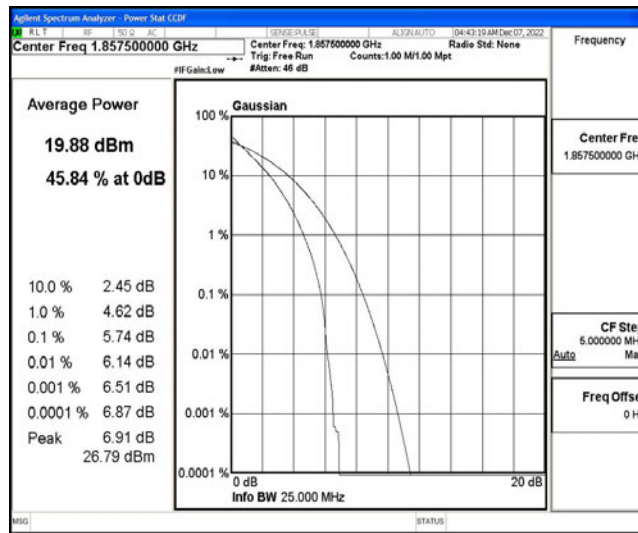 Agilent Spectrum Analyzer - Power Stat CCDF
R L T RF 50 Ω AC SENSE:PULSE ALIGN AUTO 04:43:19 AM Dec 07, 2022
Center Freq 1.857500000 GHz
Center Freq: 1.857500000 GHz Radio Std: None
Trig: Free Run Counts:1.00 M/1.00 Mpt
#IFGain:Low #Atten: 46 dB
Frequency
Average Power
19.88 dBm
45.84 % at 0dB
10.0 % 2.45 dB
1.0 % 4.62 dB
0.1 % 5.74 dB
0.01 % 6.14 dB
0.001 % 6.51 dB
0.0001 % 6.87 dB
Peak 6.91 dB
26.79 dBm
Gaussian
100 %
10 %
1 %
0.1 %
0.01 %
0.001 %
0.0001 %
0 dB 20 dB
Info BW 25.000 MHz
Center Fre
1.857500000 GH
CF Ste
5.000000 MH
Auto Ma
Freq Offse
0 H
MSG STATUS